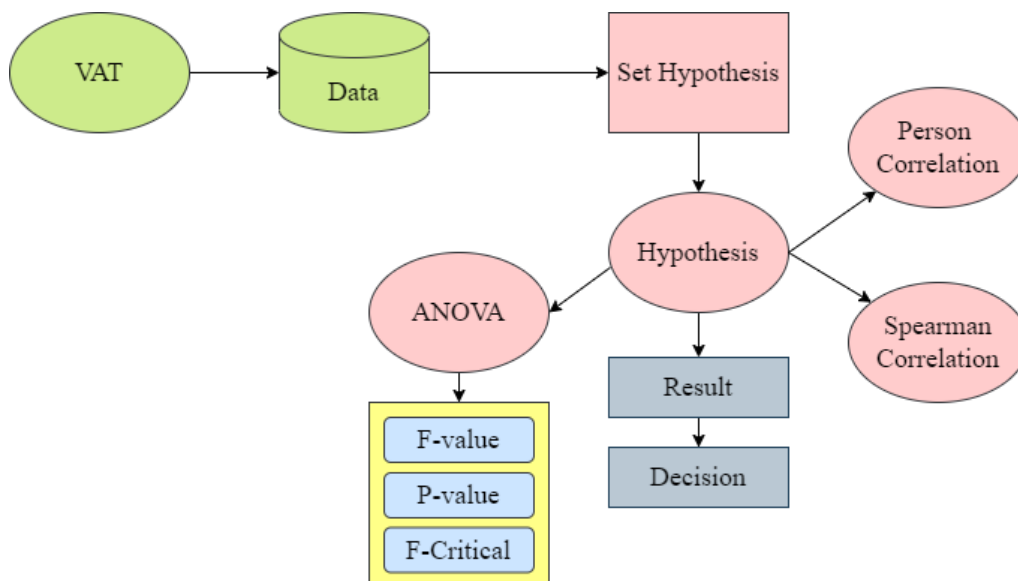 VAT
Data
Set Hypothesis
Person
Correlation
Hypothesis
ANOVA
Spearman
Correlation
Result
F-value
Decision
P-value
F-Critical